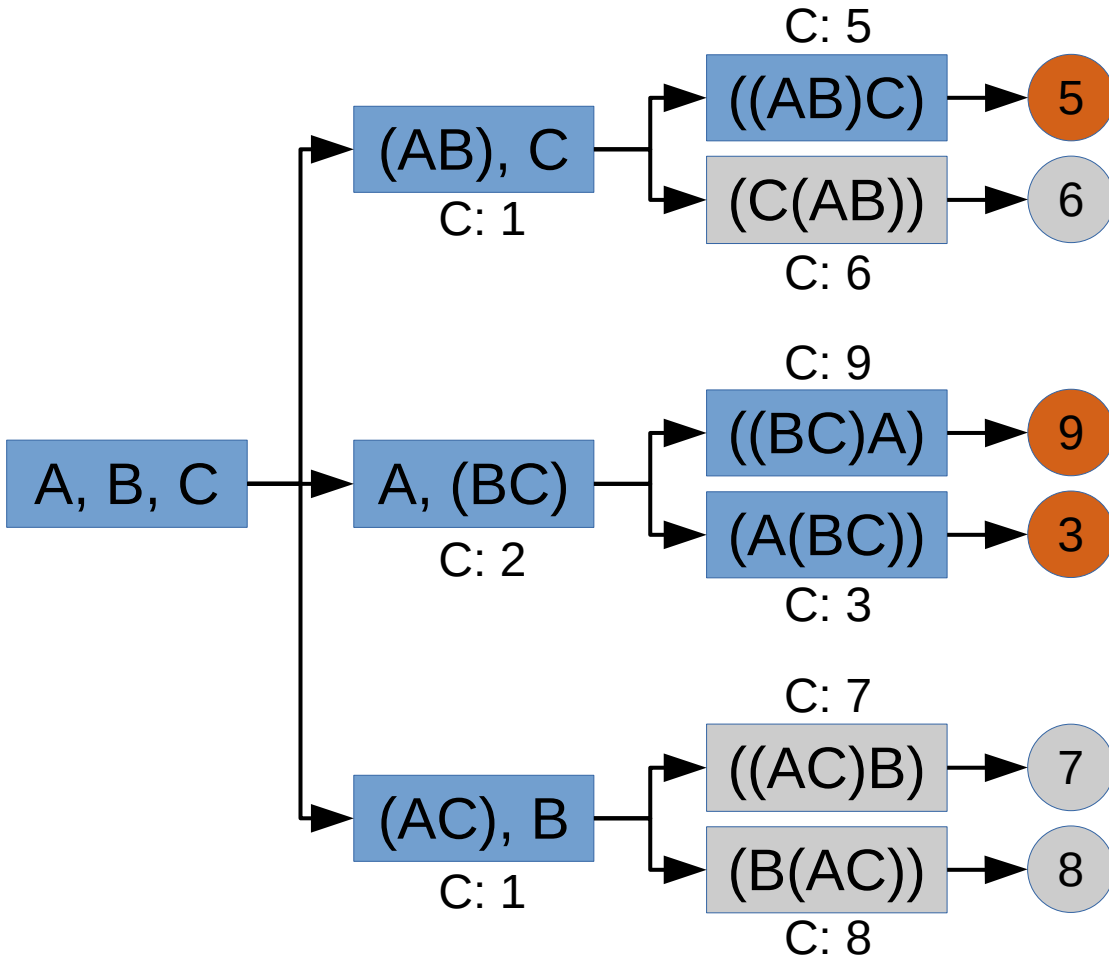 C: 5
((AB)C)
5
(AB), C
C: 1
(C(AB))
6
C: 6
C: 9
((BC)A)
9
A, B, C
A, (BC)
C: 2
(A(BC))
3
C: 3
C: 7
((AC)B)
7
(AC), B
C: 1
(B(AC))
8
C: 8